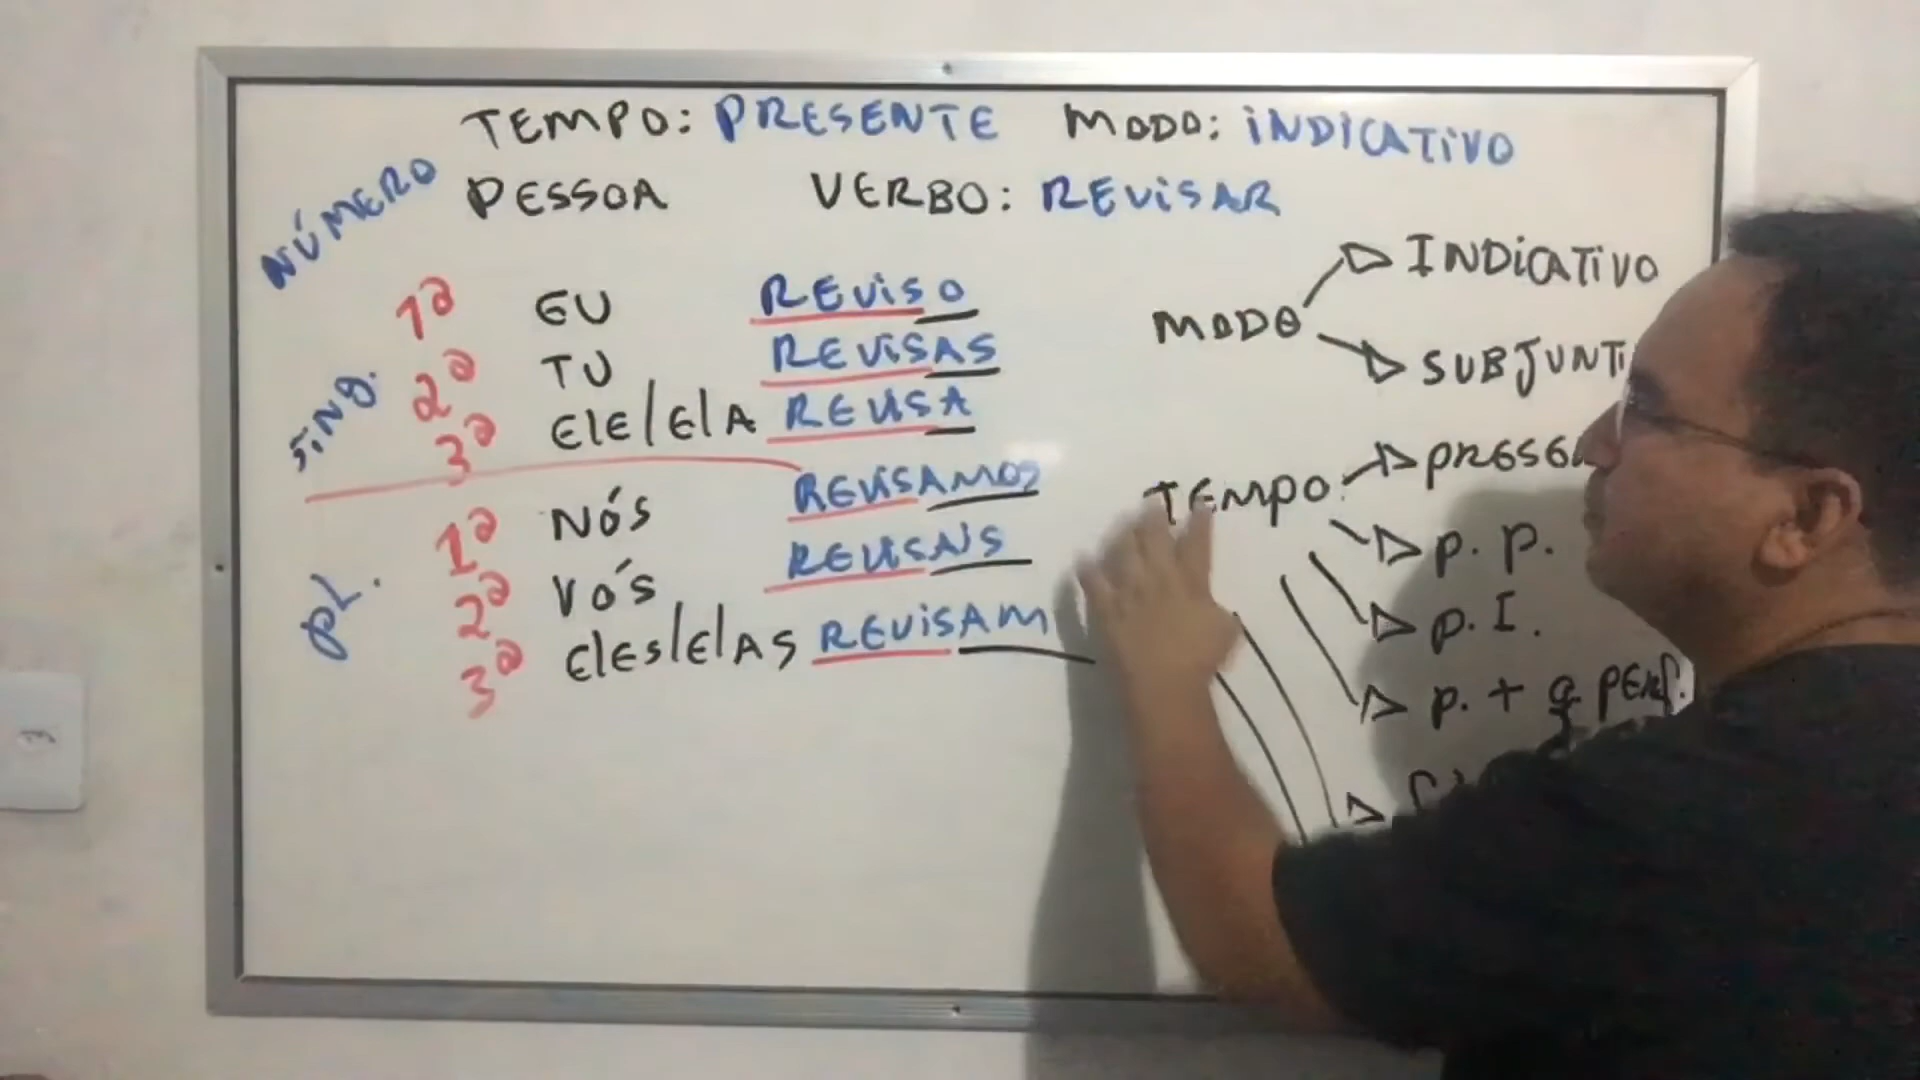 TEMPO: PRESENTE MODO: INDICATIVO
NÚMERO PESSOA VERBO: REVISAR
SING.
1ª EU REVISO
2ª TU REVISAS
3ª ElE/ElA REVISA
PL.
1ª NÓS REVISAMOS
2ª VÓS REVISAIS
3ª ElEs/ElAS REVISAM
MODO
INDICATIVO
SUBJUNTI
TEMPO
PRESE
P. P.
P. I.
P. + q PERF.